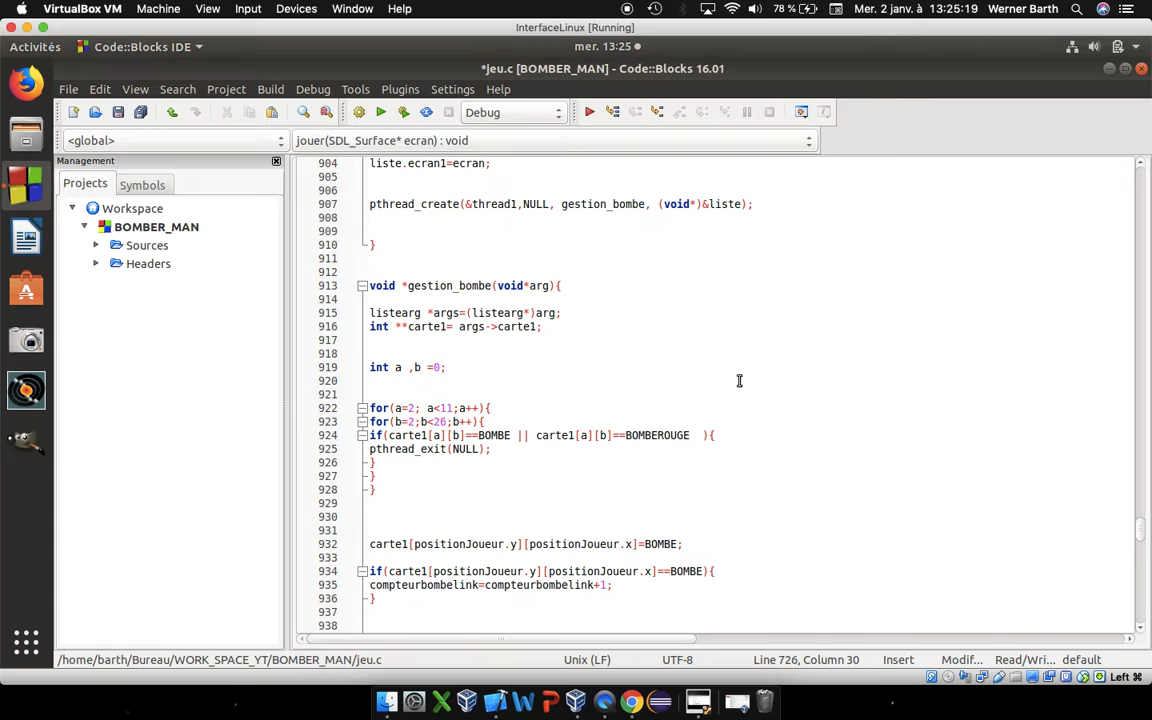 VirtualBox VM Machine View Input Devices Window Help 78 % Mer. 2 janv. à 13:25:19 Werner Barth
InterfaceLinux [Running]
Activités Code::Blocks IDE mer. 13:25
*jeu.c [BOMBER_MAN] - Code::Blocks 16.01
File Edit View Search Project Build Debug Tools Plugins Settings Help
Debug
<global> jouer(SDL_Surface* ecran) : void
Management
Projects Symbols
Workspace
BOMBER_MAN
Sources
Headers
904 liste.ecran1=ecran;
905
906
907 pthread_create(&thread1,NULL, gestion_bombe, (void*)&liste);
908
909
910 }
911
912
913 void *gestion_bombe(void*arg){
914
915 listearg *args=(listearg*)arg;
916 int **carte1= args->carte1;
917
918
919 int a ,b =0;
920
921
922 for(a=2; a<11;a++){
923 for(b=2;b<26;b++){
924 if(carte1[a][b]==BOMBE || carte1[a][b]==BOMBEROUGE  ){
925 pthread_exit(NULL);
926 }
927 }
928 }
929
930
931
932 carte1[positionJoueur.y][positionJoueur.x]=BOMBE;
933
934 if(carte1[positionJoueur.y][positionJoueur.x]==BOMBE){
935 compteurbombelink=compteurbombelink+1;
936 }
937
938
/home/barth/Bureau/WORK_SPACE_YT/BOMBER_MAN/jeu.c Unix (LF) UTF-8 Line 726, Column 30 Insert Modif... Read/Wri... default
Left ⌘